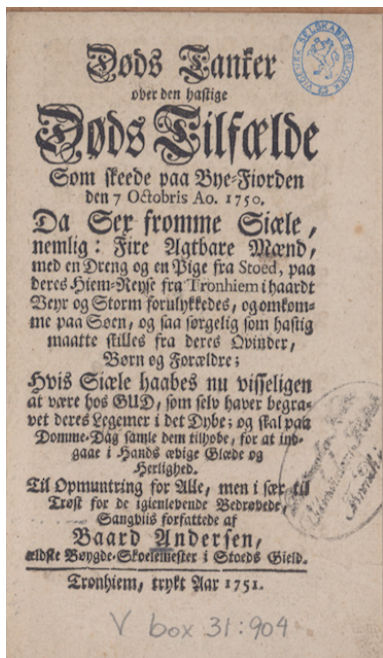 Døds Tanker
over den hastige
Døds Tilfælde
Som skeede paa Bye-Fiorden
den 7 Octobris Ao. 1750.
Da Sex fromme Siæle,
nemlig: Fire Agtbare Mænd,
med en Dreng og en Pige fra Stoed, paa
deres Hiem-Reyse fra Tronhiem i haardt
Veyr og Storm forulykkedes, og omkom-
me paa Søen, og saa sørgelig som hastig
maatte skilles fra deres Qvinder,
Børn og Forældre;
Hvis Siæle haabes nu visseligen
at være hos GUD, som selv haver begra-
vet deres Legemer i det Dybe; og skal paa
Domme-Dag samle dem tilhobe, for at ind-
gaae i Hands ævige Glæde og
Herlighed.
Til Opmuntring for Alle, men i sær til
Trøst for de igienlevende Bedrøvede,
Sangviis forfattede af
Baard Andersen,
ældste Boygde-Skoelemester i Stoeds Gield.
Tronhiem, trykt Aar 1751.
V box 31:904